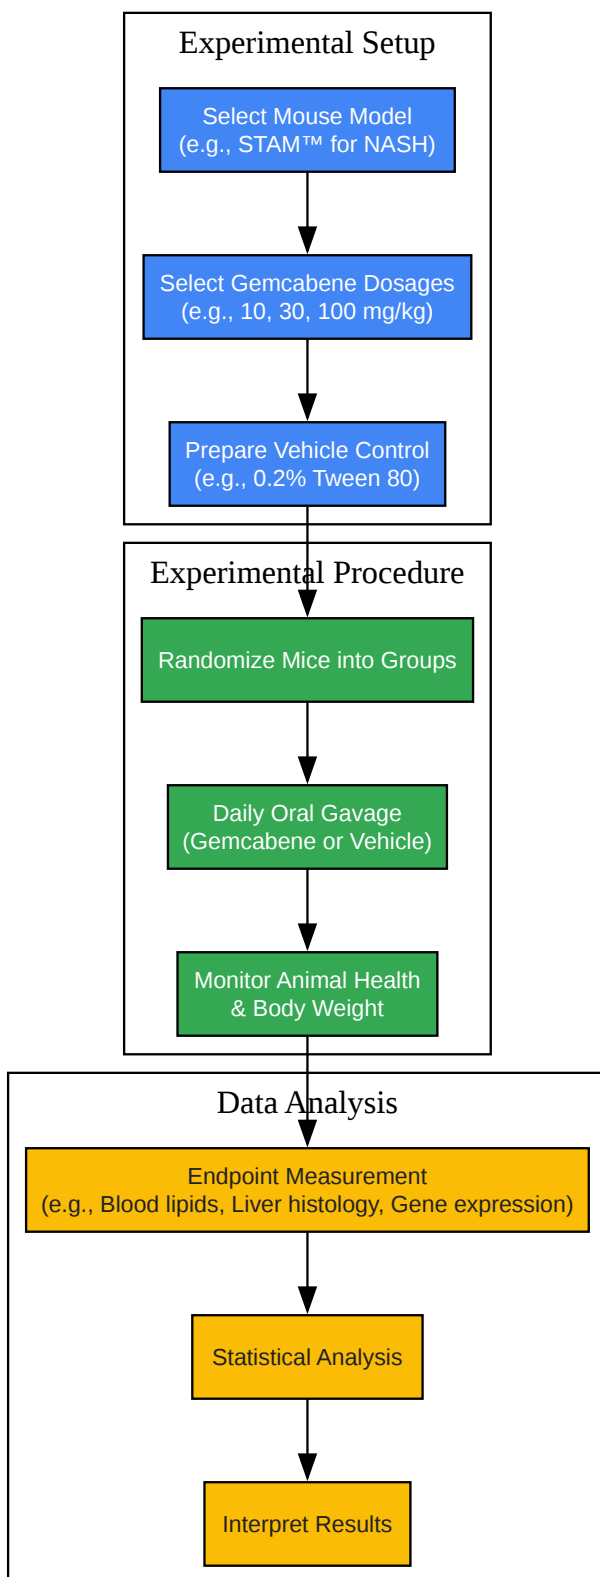 Experimental Setup
Select Mouse Model
(e.g., STAM™ for NASH)
Select Gemcabene Dosages
(e.g., 10, 30, 100 mg/kg)
Prepare Vehicle Control
(e.g., 0.2% Tween 80)
Experimental Procedure
Randomize Mice into Groups
Daily Oral Gavage
(Gemcabene or Vehicle)
Monitor Animal Health
& Body Weight
Data Analysis
Endpoint Measurement
(e.g., Blood lipids, Liver histology, Gene expression)
Statistical Analysis
Interpret Results